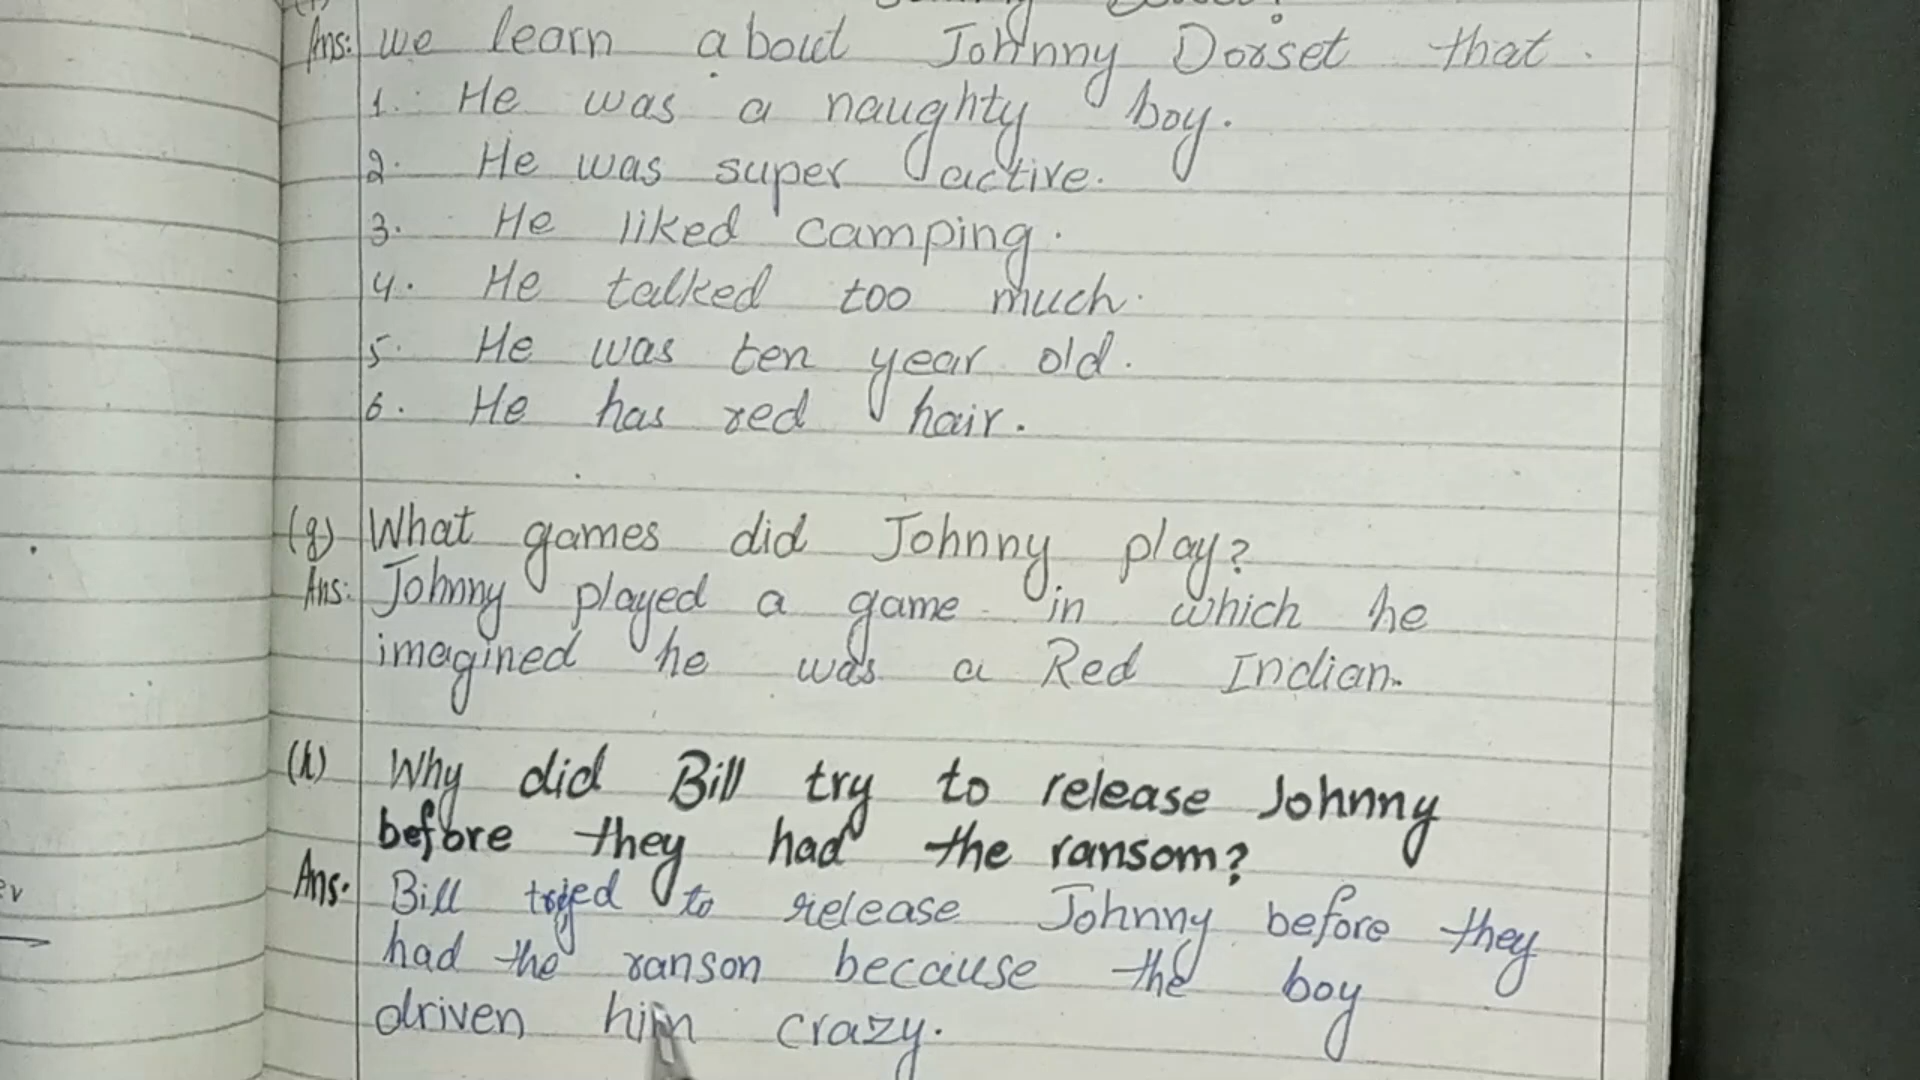 Ans: we learn about Johnny Dorset that.
1. He was a naughty boy.
2. He was super active.
3. He liked camping.
4. He talked too much.
5. He was ten year old.
6. He has red hair.
(g) What games did Johnny play?
Ans: Johnny played a game in which he
imagined he was a Red Indian.
(h) Why did Bill try to release Johnny
before they had the ransom?
Ans. Bill tried to release Johnny before they
had the ranson because the boy
driven him crazy.